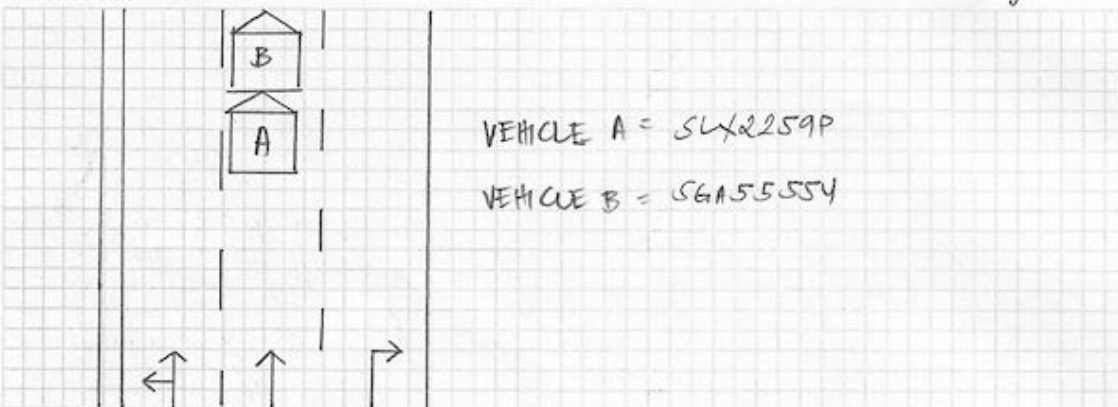 B
A
VEHICLE A = SLX2259P
VEHICLE B = SGA5555Y